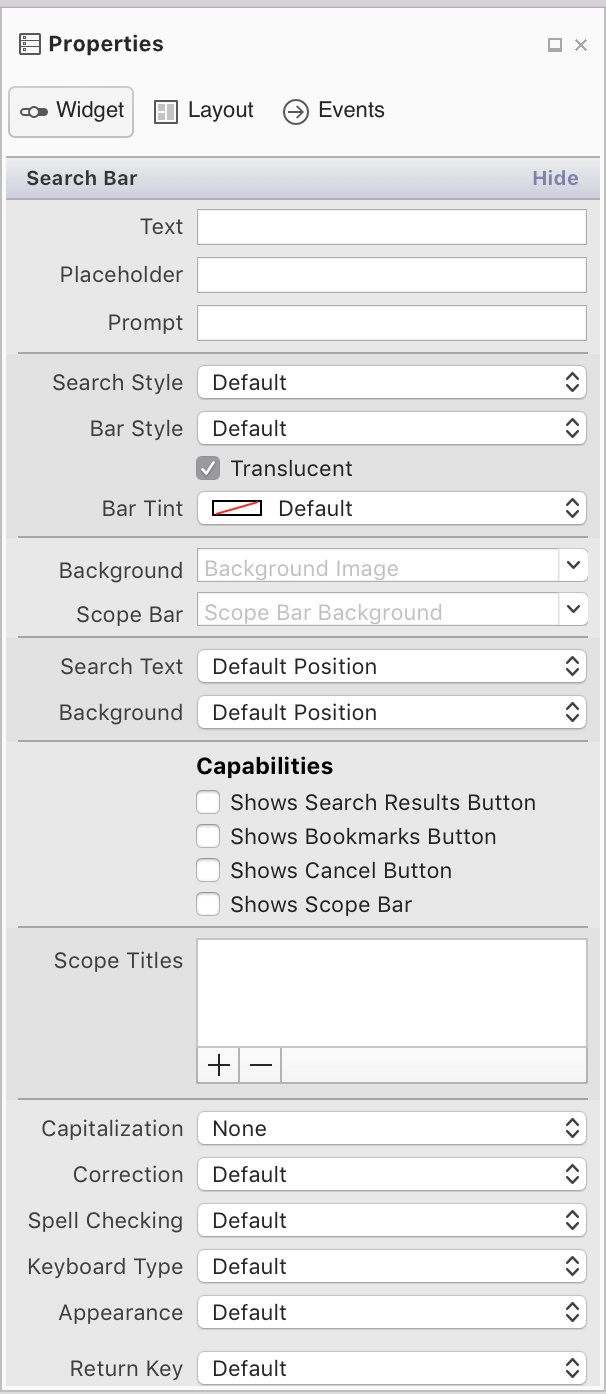 Properties
Widget Layout Events
Search Bar Hide
Text
Placeholder
Prompt
Search Style Default
Bar Style Default
Translucent
Bar Tint Default
Background Background Image
Scope Bar Scope Bar Background
Search Text Default Position
Background Default Position
Capabilities
Shows Search Results Button
Shows Bookmarks Button
Shows Cancel Button
Shows Scope Bar
Scope Titles
Capitalization None
Correction Default
Spell Checking Default
Keyboard Type Default
Appearance Default
Return Key Default